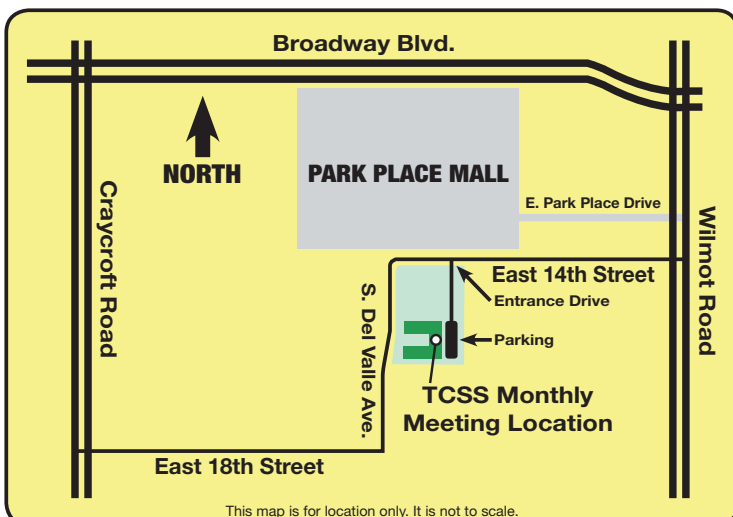 Broadway Blvd.
NORTH
PARK PLACE MALL
E. Park Place Drive
Craycroft Road
Wilmot Road
East 14th Street
Entrance Drive
S. Del Valle Ave.
Parking
TCSS Monthly
Meeting Location
East 18th Street
This map is for location only. It is not to scale.